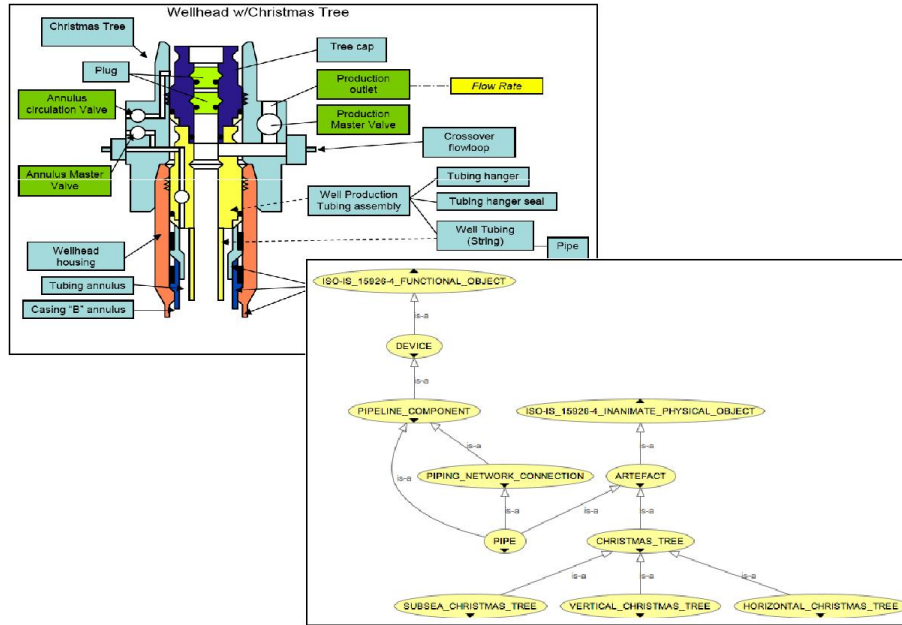 Wellhead w/Christmas Tree
Christmas Tree
Tree cap
Plug
Production
outlet
Flow Rate
Annulus
circulation Valve
Production
Master Valve
Crossover
flowloop
Annulus Master
Valve
Tubing hanger
Well Production
Tubing assembly
Tubing hanger seal
Well Tubing
(String)
Pipe
Wellhead
housing
Tubing annulus
Casing "B" annulus
ISO-IS_15926-4_FUNCTIONAL_OBJECT
is-a
DEVICE
is-a
PIPELINE_COMPONENT
ISO-IS_15926-4_INANIMATE_PHYSICAL_OBJECT
is-a
is-a
is-a
PIPING_NETWORK_CONNECTION
ARTEFACT
is-a
is-a
is-a
PIPE
CHRISTMAS_TREE
is-a
is-a
is-a
SUBSEA_CHRISTMAS_TREE
VERTICAL_CHRISTMAS_TREE
HORIZONTAL_CHRISTMAS_TREE